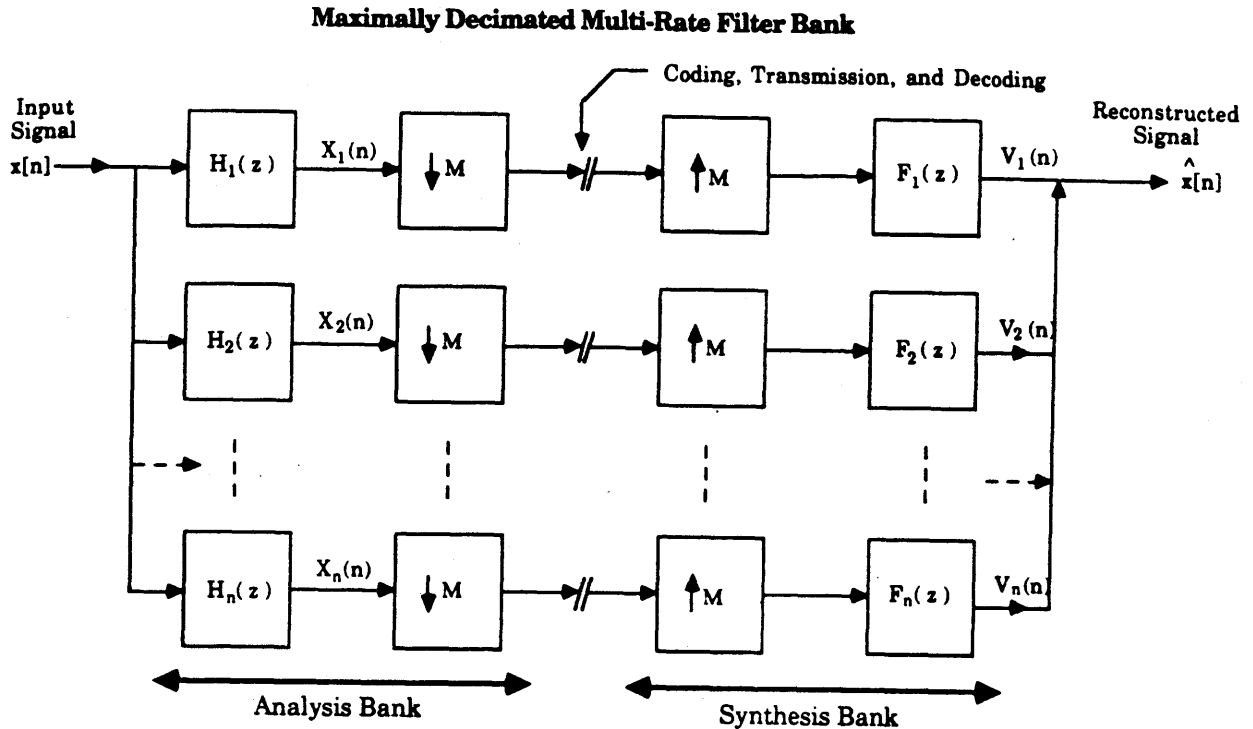 Maximally Decimated Multi-Rate Filter Bank
Coding, Transmission, and Decoding
Input
Signal
x[n]
H₁(z)
X₁(n)
↓ M
↑ M
F₁(z)
V₁(n)
Reconstructed
Signal
x̂[n]
H₂(z)
X₂(n)
↓ M
↑ M
F₂(z)
V₂(n)
Hₙ(z)
Xₙ(n)
↓ M
↑ M
Fₙ(z)
Vₙ(n)
Analysis Bank
Synthesis Bank